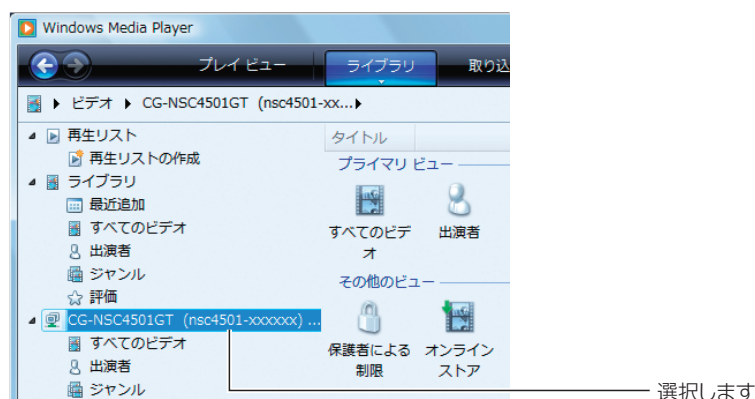 Windows Media Player
プレイ ビュー ライブラリ 取り込
ビデオ CG-NSC4501GT (nsc4501-xx...
再生リスト
再生リストの作成
ライブラリ
最近追加
すべてのビデオ
出演者
ジャンル
評価
CG-NSC4501GT (nsc4501-xxxxxx) ...
すべてのビデオ
出演者
ジャンル
タイトル
プライマリ ビュー
すべてのビデ
オ
出演者
その他のビュー
保護者による
制限
オンライン
ストア
選択します